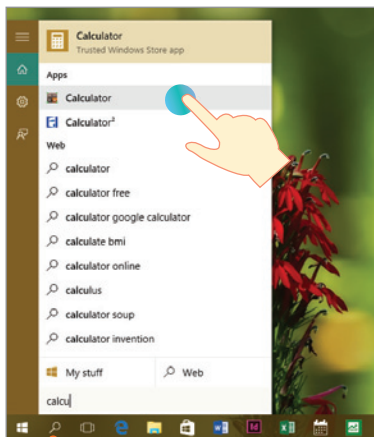 Calculator
Trusted Windows Store app
Apps
Calculator
Calculator²
Web
calculator
calculator free
calculator google calculator
calculate bmi
calculator online
calculus
calculator soup
calculator invention
My stuff
Web
calcu